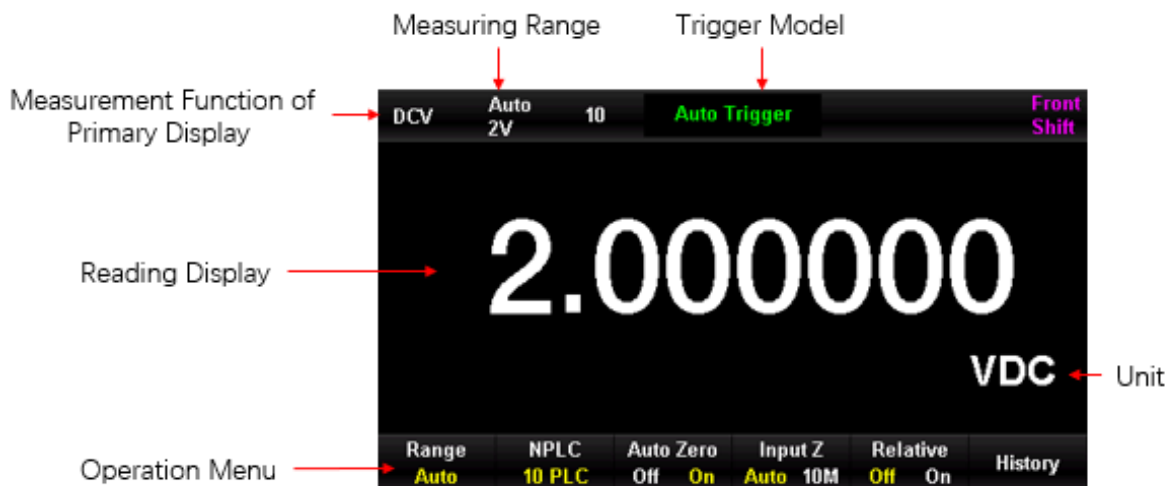 Measuring Range
Trigger Model
Measurement Function of
Primary Display
DCV
Auto
2V
10
Auto Trigger
Front
Shift
Reading Display
2.000000
VDC
Unit
Operation Menu
Range
Auto
NPLC
10 PLC
Auto Zero
Off On
Input Z
Auto 10M
Relative
Off On
History